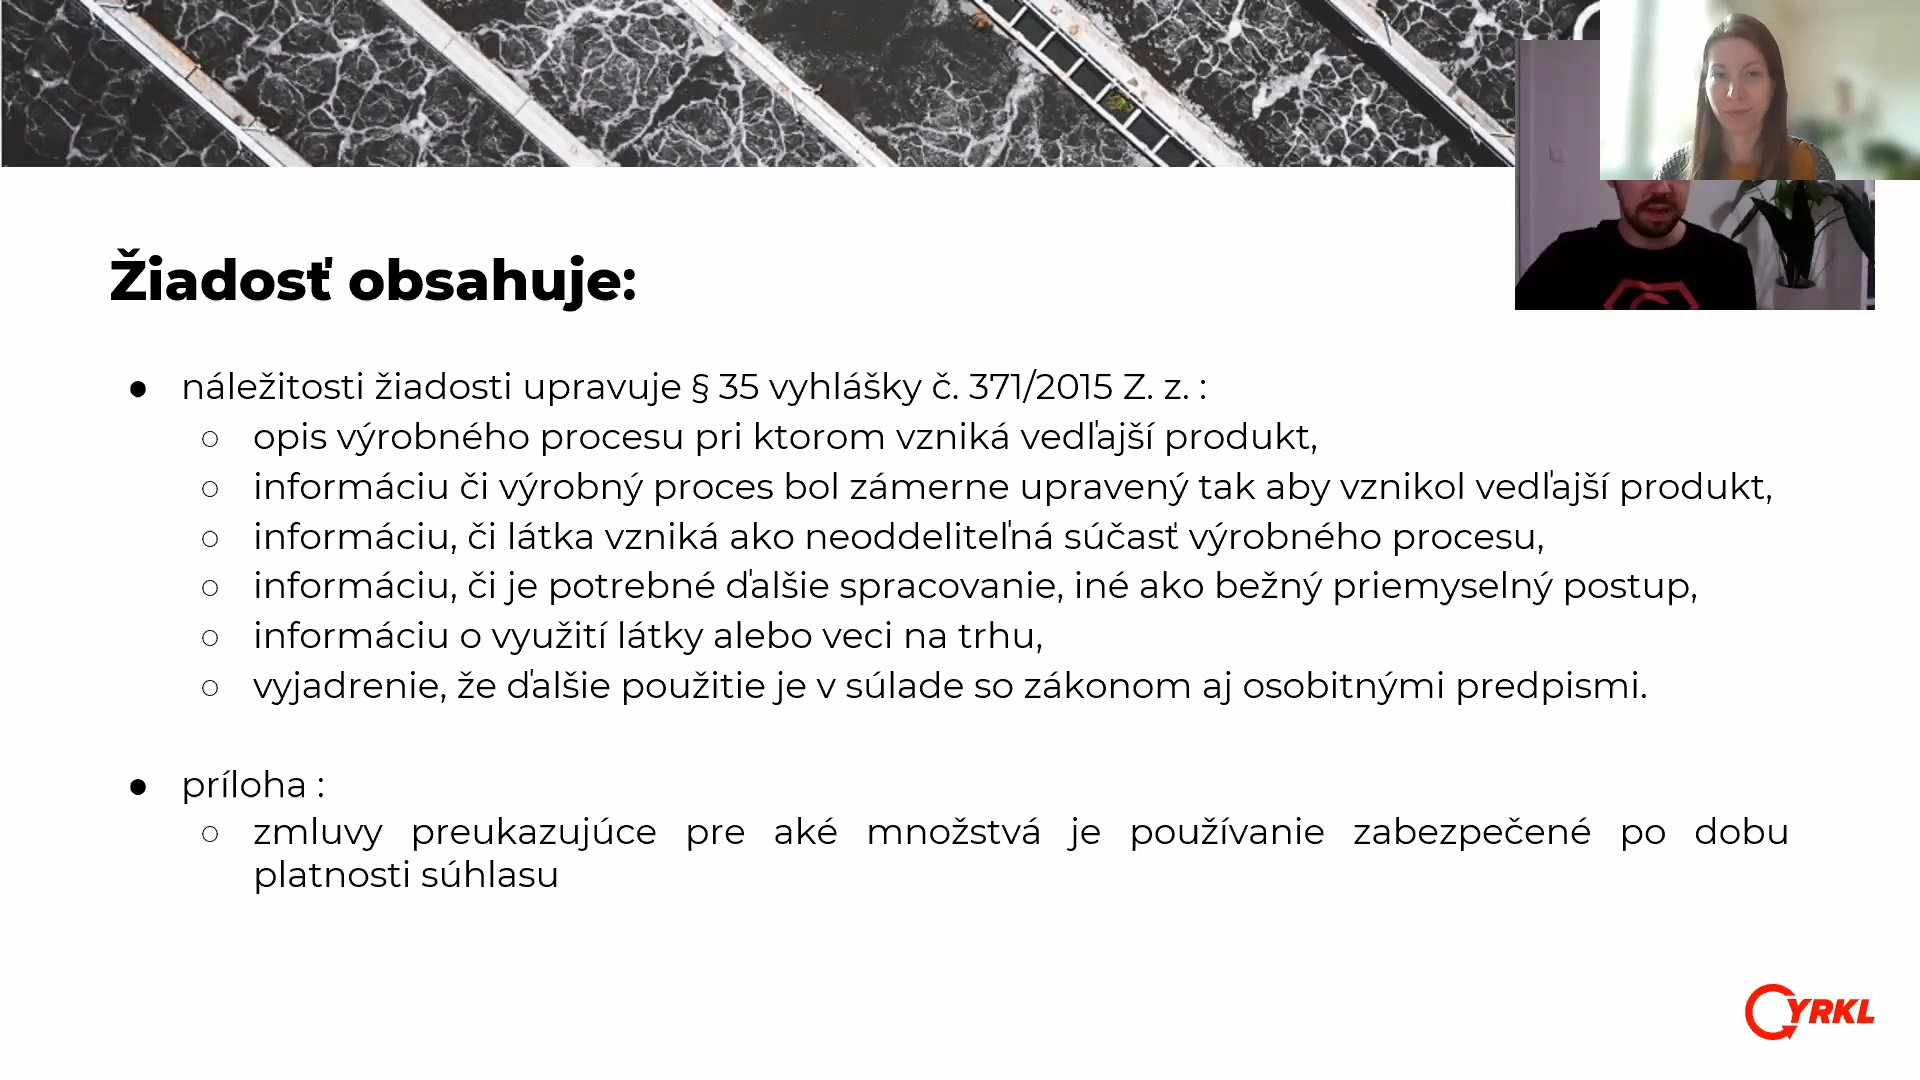 Žiadosť obsahuje:
● náležitosti žiadosti upravuje § 35 vyhlášky č. 371/2015 Z. z. :
○ opis výrobného procesu pri ktorom vzniká vedľajší produkt,
○ informáciu či výrobný proces bol zámerne upravený tak aby vznikol vedľajší produkt,
○ informáciu, či látka vzniká ako neoddeliteľná súčasť výrobného procesu,
○ informáciu, či je potrebné ďalšie spracovanie, iné ako bežný priemyselný postup,
○ informáciu o využití látky alebo veci na trhu,
○ vyjadrenie, že ďalšie použitie je v súlade so zákonom aj osobitnými predpismi.
● príloha :
○ zmluvy preukazujúce pre aké množstvá je používanie zabezpečené po dobu
platnosti súhlasu
CYRKL